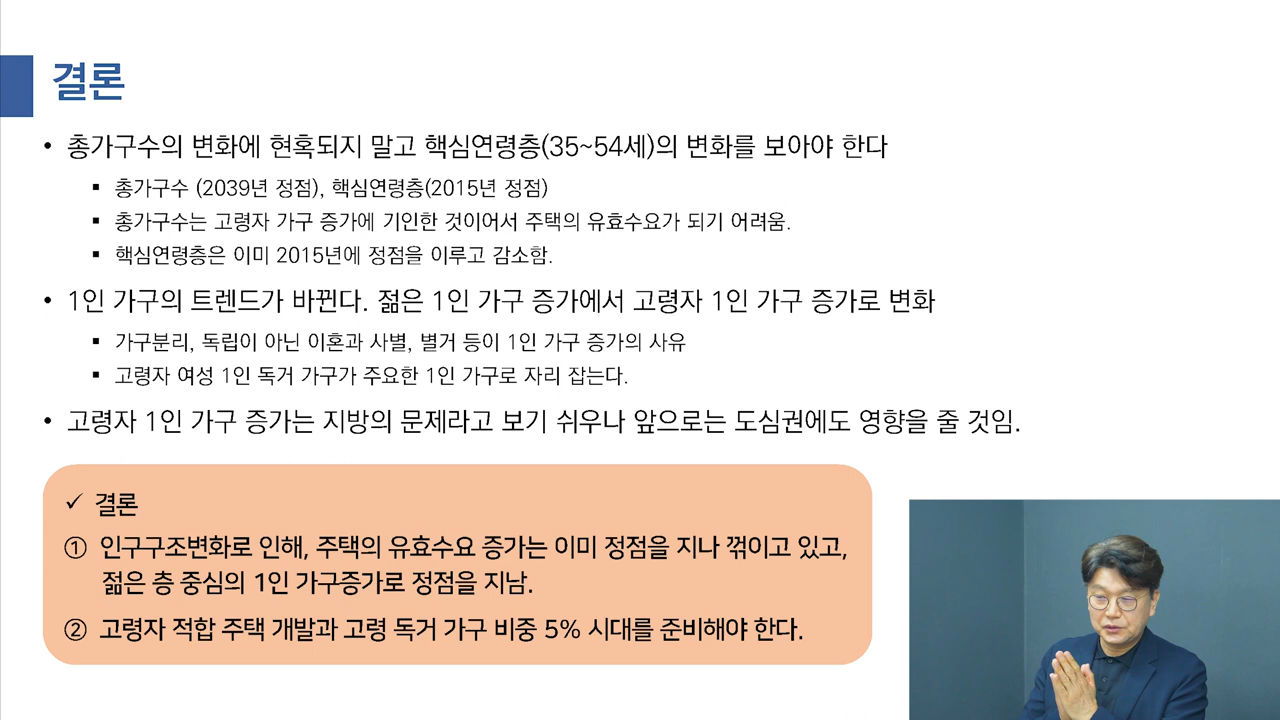 결론
• 총가구수의 변화에 현혹되지 말고 핵심연령층(35~54세)의 변화를 보아야 한다
▪ 총가구수 (2039년 정점), 핵심연령층(2015년 정점)
▪ 총가구수는 고령자 가구 증가에 기인한 것이어서 주택의 유효수요가 되기 어려움.
▪ 핵심연령층은 이미 2015년에 정점을 이루고 감소함.
• 1인 가구의 트렌드가 바뀐다. 젊은 1인 가구 증가에서 고령자 1인 가구 증가로 변화
▪ 가구분리, 독립이 아닌 이혼과 사별, 별거 등이 1인 가구 증가의 사유
▪ 고령자 여성 1인 독거 가구가 주요한 1인 가구로 자리 잡는다.
• 고령자 1인 가구 증가는 지방의 문제라고 보기 쉬우나 앞으로는 도심권에도 영향을 줄 것임.
✓ 결론
① 인구구조변화로 인해, 주택의 유효수요 증가는 이미 정점을 지나 꺾이고 있고,
젊은 층 중심의 1인 가구증가로 정점을 지남.
② 고령자 적합 주택 개발과 고령 독거 가구 비중 5% 시대를 준비해야 한다.